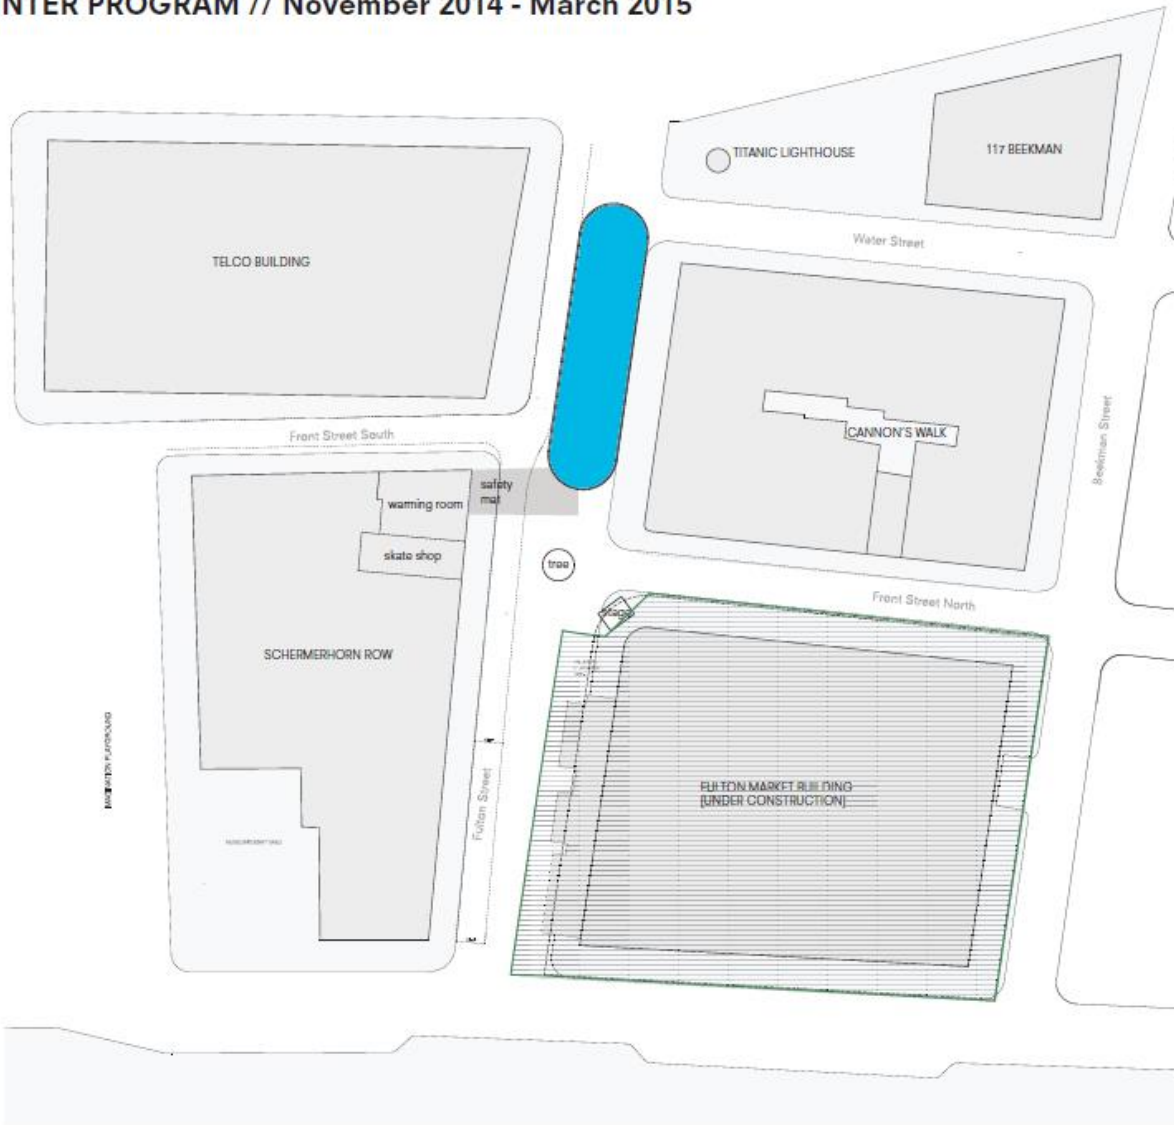 NTER PROGRAM // November 2014 - March 2015
TITANIC LIGHTHOUSE
117 BEEKMAN
Water Street
TELCO BUILDING
CANNON'S WALK
Beekman Street
Front Street South
safety
mat
warming room
skate shop
tree
Front Street North
stage
SCHERMERHORN ROW
IMAGINATION PLAYGROUND
Fulton Street
FULTON MARKET BUILDING
[UNDER CONSTRUCTION]